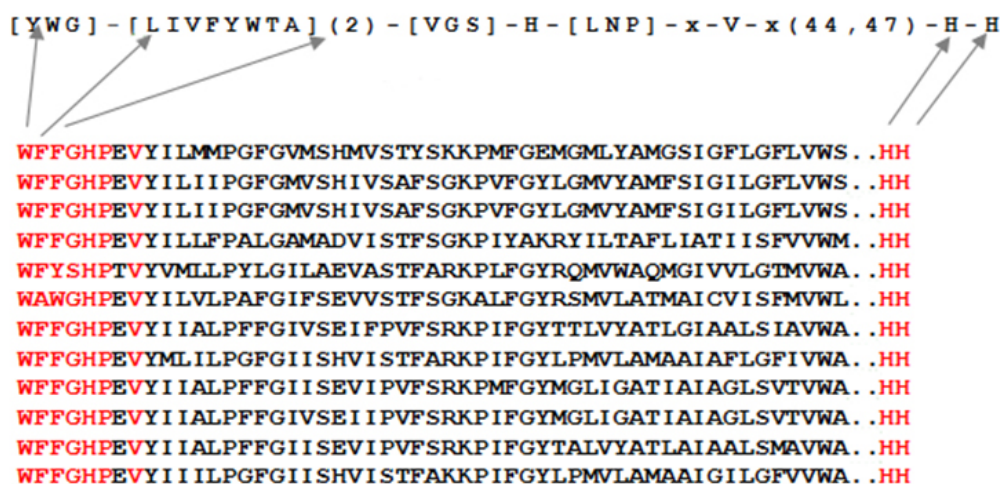 [YWG]-[LIVFYWTA](2)-[VGS]-H-[LNP]-x-V-x(44,47)-H-H
WFFGHPEVYILMMPGFGVMSHMVSTYSKKPMFGEMGMLYAMGSIGFLGFLVWS..HH
WFFGHPEVYILIIPGFGMVSHIVSAFSGKPVFGYLGMVYAMFSIGILGFLVWS..HH
WFFGHPEVYILIIPGFGMVSHIVSAFSGKPVFGYLGMVYAMFSIGILGFLVWS..HH
WFFGHPEVYILLFPALGAMADVISTFSGKPIYAKRYILTAFLIATIISFVVWM..HH
WFYSHPTVYVMLLPYLGILAEVASTFARKPLFGYRQMVWAQMGIVVLGTMVWA..HH
WAWGHPEVYILVLPAFGIFSEVVSTFSGKALFGYRSMVLATMAICVISFMVWL..HH
WFFGHPEVYIIALPFFGIVSEIFPVFSRKPIFGYTTLVYATLGIAALSIAVWA..HH
WFFGHPEVYMLILPGFGIISHVISTFARKPIFGYLPMVLAMAAIAFLGFIVWA..HH
WFFGHPEVYIIALPFFGIISEVIPVFSRKPMFGYMGLIGATIAIAGLSVTVWA..HH
WFFGHPEVYIIALPFFGIVSEIIPVFSRKPIFGYMGLIGATIAIAGLSVTVWA..HH
WFFGHPEVYIIALPFFGIISEVIPVFSRKPIFGYTALVYATLAIAALSMAVWA..HH
WFFGHPEVYIIILPGFGIISHVISTFAKKPIFGYLPMVLAMAAIGILGFVVWA..HH